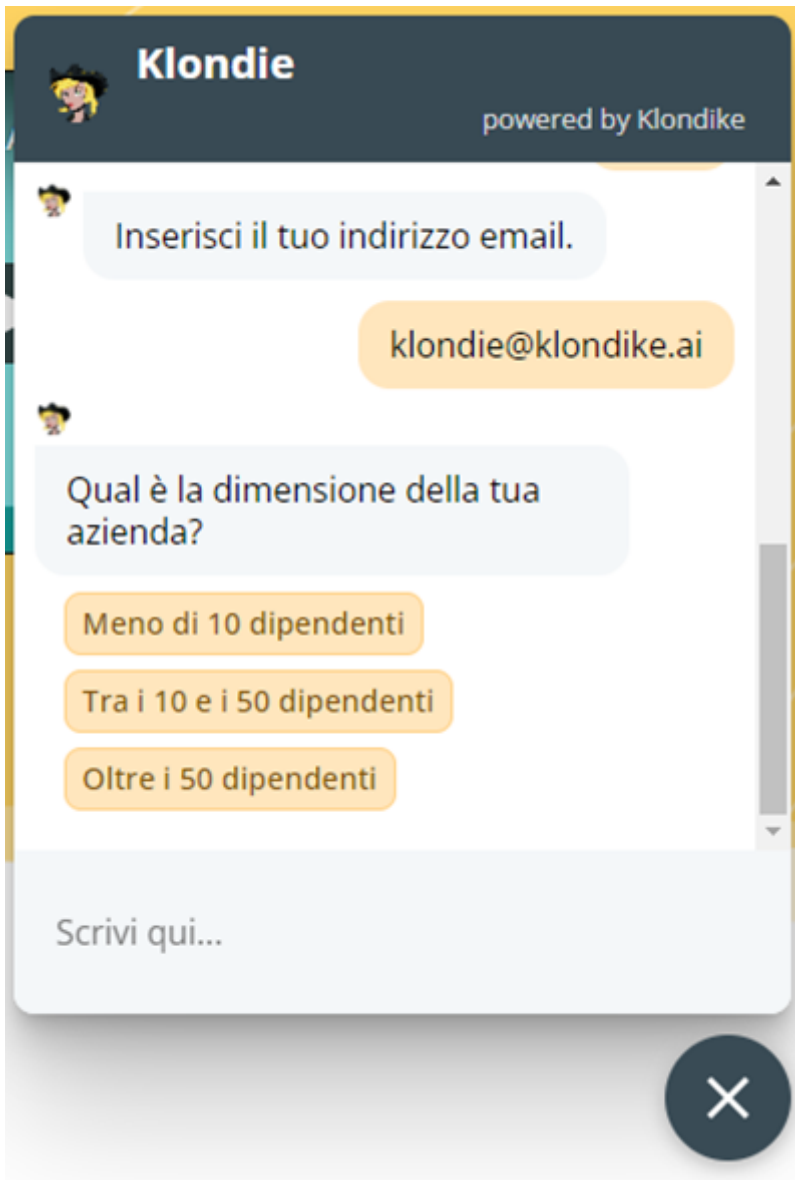 Klondie
powered by Klondike
Inserisci il tuo indirizzo email.
klondie@klondike.ai
Qual è la dimensione della tua
azienda?
Meno di 10 dipendenti
Tra i 10 e i 50 dipendenti
Oltre i 50 dipendenti
Scrivi qui...